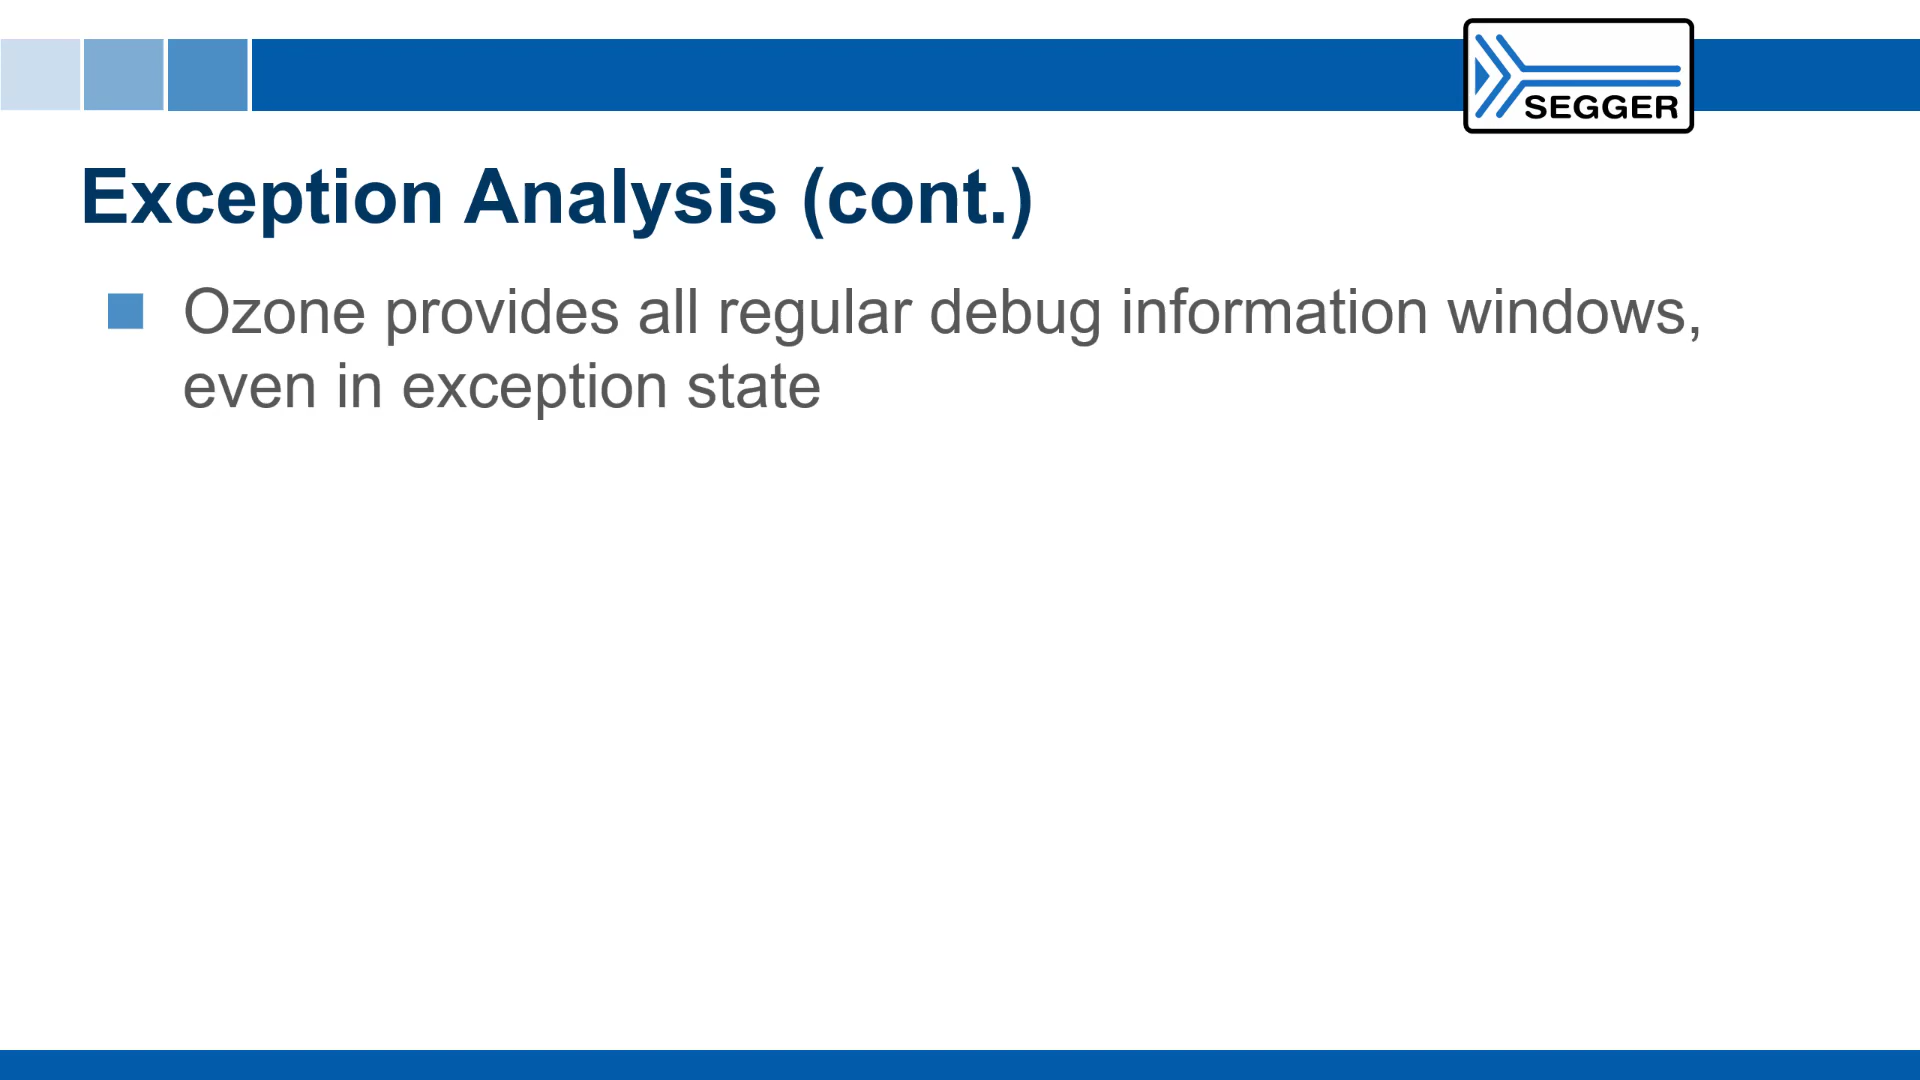 SEGGER
Exception Analysis (cont.)
Ozone provides all regular debug information windows,
even in exception state